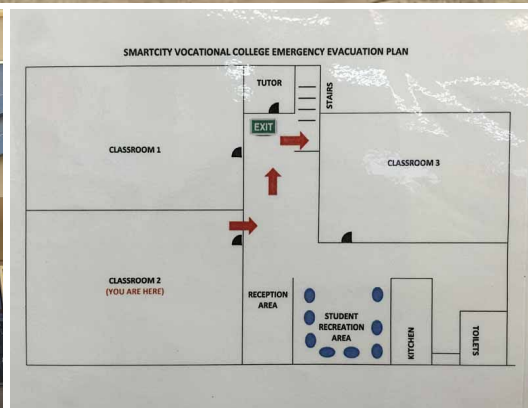 SMARTCITY VOCATIONAL COLLEGE EMERGENCY EVACUATION PLAN
TUTOR
STAIRS
EXIT
CLASSROOM 1
CLASSROOM 3
CLASSROOM 2
(YOU ARE HERE)
RECEPTION
AREA
STUDENT
RECREATION
AREA
KITCHEN
TOILETS